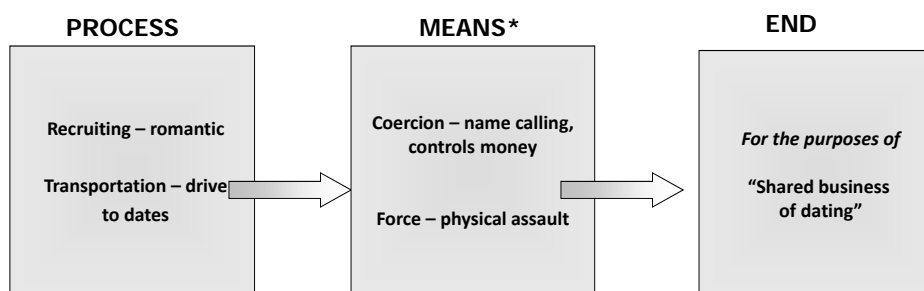 PROCESS
Recruiting – romantic
Transportation – drive
to dates
MEANS*
Coercion – name calling,
controls money
Force – physical assault
END
For the purposes of
“Shared business
of dating”